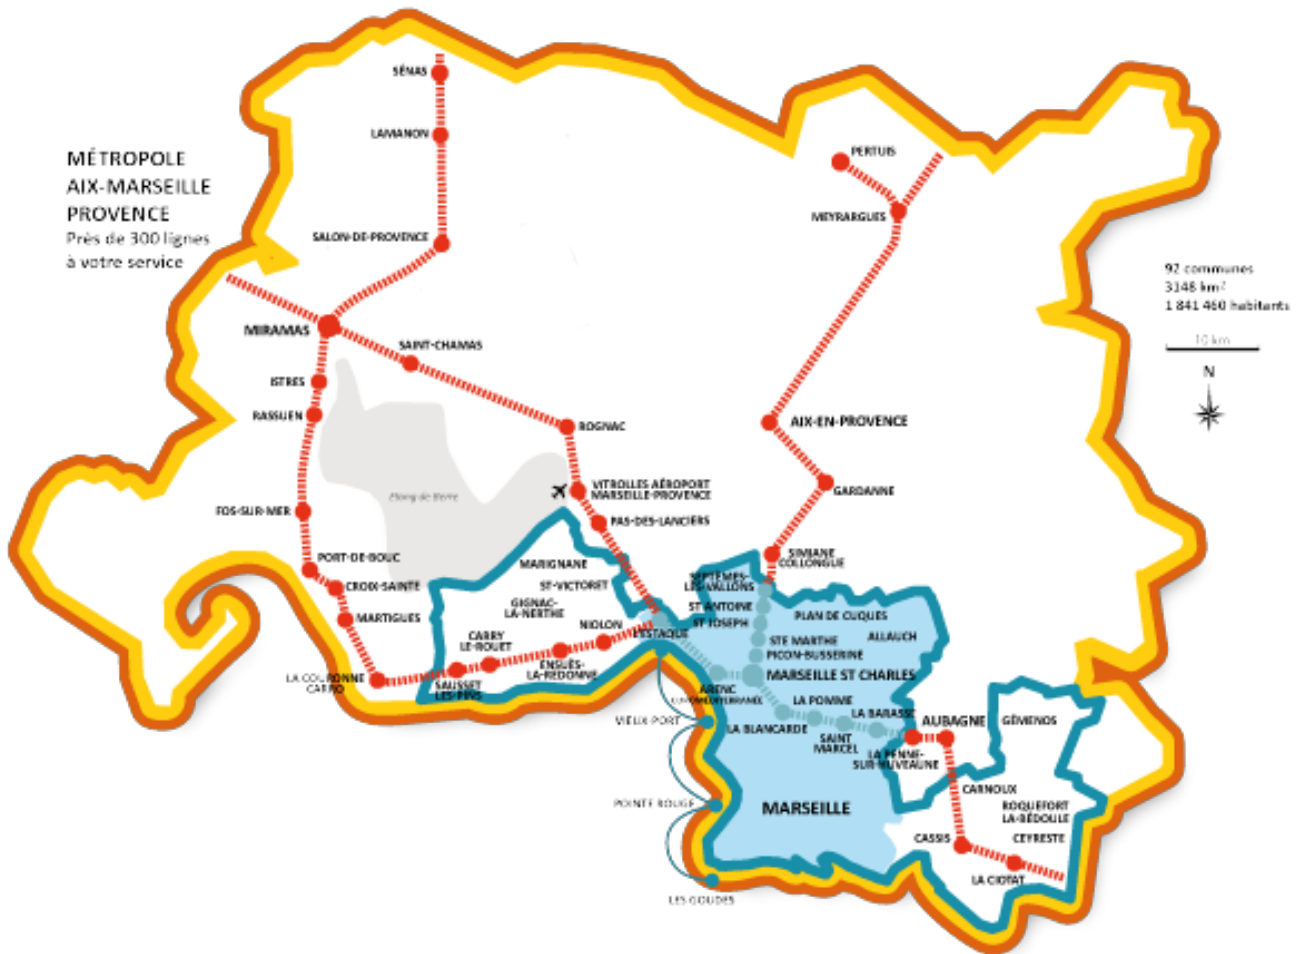 MÉTROPOLE
AIX-MARSEILLE
PROVENCE
Près de 300 lignes
à votre service
SÉNAS
LAMANON
SALON-DE-PROVENCE
MIRAMAS
SAINT-CHAMAS
ISTRES
RASSUEN
ROGNAC
Etang de Berre
VITROLLES AÉROPORT
MARSEILLE-PROVENCE
PAS-DES-LANCIERS
FOS-SUR-MER
PORT-DE-BOUC
CROIX-SAINTE
MARTIGUES
LA COURONNE
CARRO
MARIGNANE
ST-VICTORET
GIGNAC-
LA-NERTHE
CARRY
LE-ROUET
NIOLON
ENSUÈS-
LA-REDONNE
SAUSSET
LES-PINS
L'ESTAQUE
PERTUIS
MEYRARGUES
92 communes
3148 km²
1 841 460 habitants
10 km
N
AIX-EN-PROVENCE
GARDANNE
SIMIANE
COLLONGUE
SEPTÈMES-
LES-VALLONS
ST ANTOINE
ST JOSEPH
PLAN DE CUQUES
ALLAUCH
STE MARTHE
PICON-BUSSERINE
MARSEILLE ST CHARLES
ARENC
EUROMÉDITERRANÉE
LA POMME
LA BARASSE
LA BLANCARDE
SAINT
MARCEL
LA PENNE-
SUR-HUVEAUNE
AUBAGNE
GÉMENOS
VIEUX-PORT
POINTE ROUGE
LES GOUDES
MARSEILLE
CARNOUX
ROQUEFORT
LA-BÉDOULE
CASSIS
CEYRESTE
LA CIOTAT